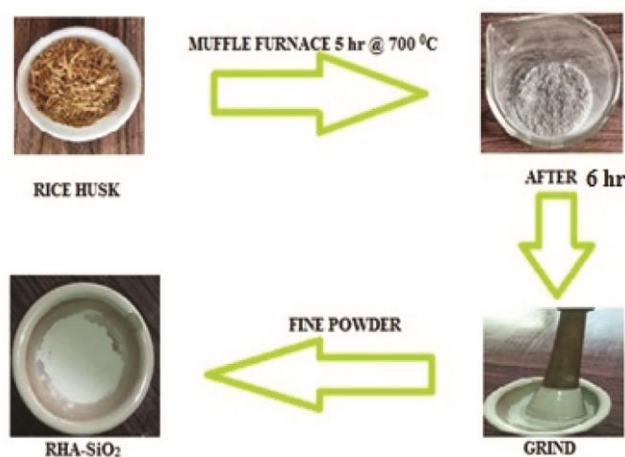 MUFFLE FURNACE 5 hr @ 700 ⁰C
RICE HUSK
AFTER 6 hr
FINE POWDER
RHA-SiO₂
GRIND